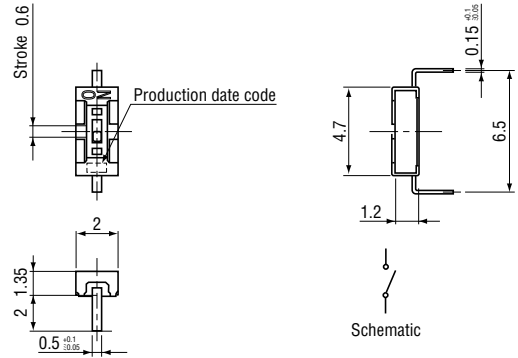 Stroke 0.6
ON
Production date code
2
1.35
2
0.5 +0.1 -0.05
0.15 +0.1 -0.05
4.7
6.5
1.2
Schematic